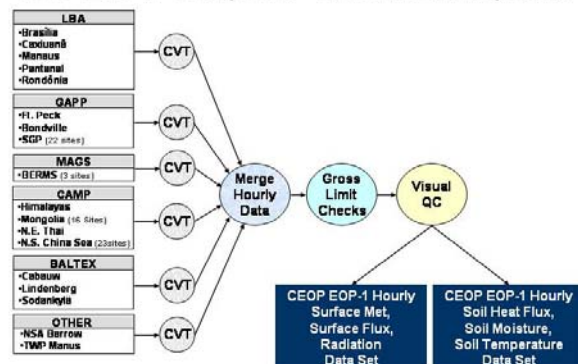 LBA
•Brasília
•Caxiuanã
•Manaus
•Pantanal
•Rondônia
CVT
GAPP
•Ft. Peck
•Bondville
•SGP (22 sites)
CVT
MAGS
•BERMS (3 sites)
CVT
CAMP
•Himalayas
•Mongolia (16 Sites)
•N.E. Thai
•N.S. China Sea (23sites)
CVT
BALTEX
•Cabauw
•Lindenberg
•Sodankyla
CVT
OTHER
•NSA Barrow
•TWP Manus
CVT
Merge
Hourly
Data
Gross
Limit
Checks
Visual
QC
CEOP EOP-1 Hourly
Surface Met,
Surface Flux,
Radiation
Data Set
CEOP EOP-1 Hourly
Soil Heat Flux,
Soil Moisture,
Soil Temperature
Data Set